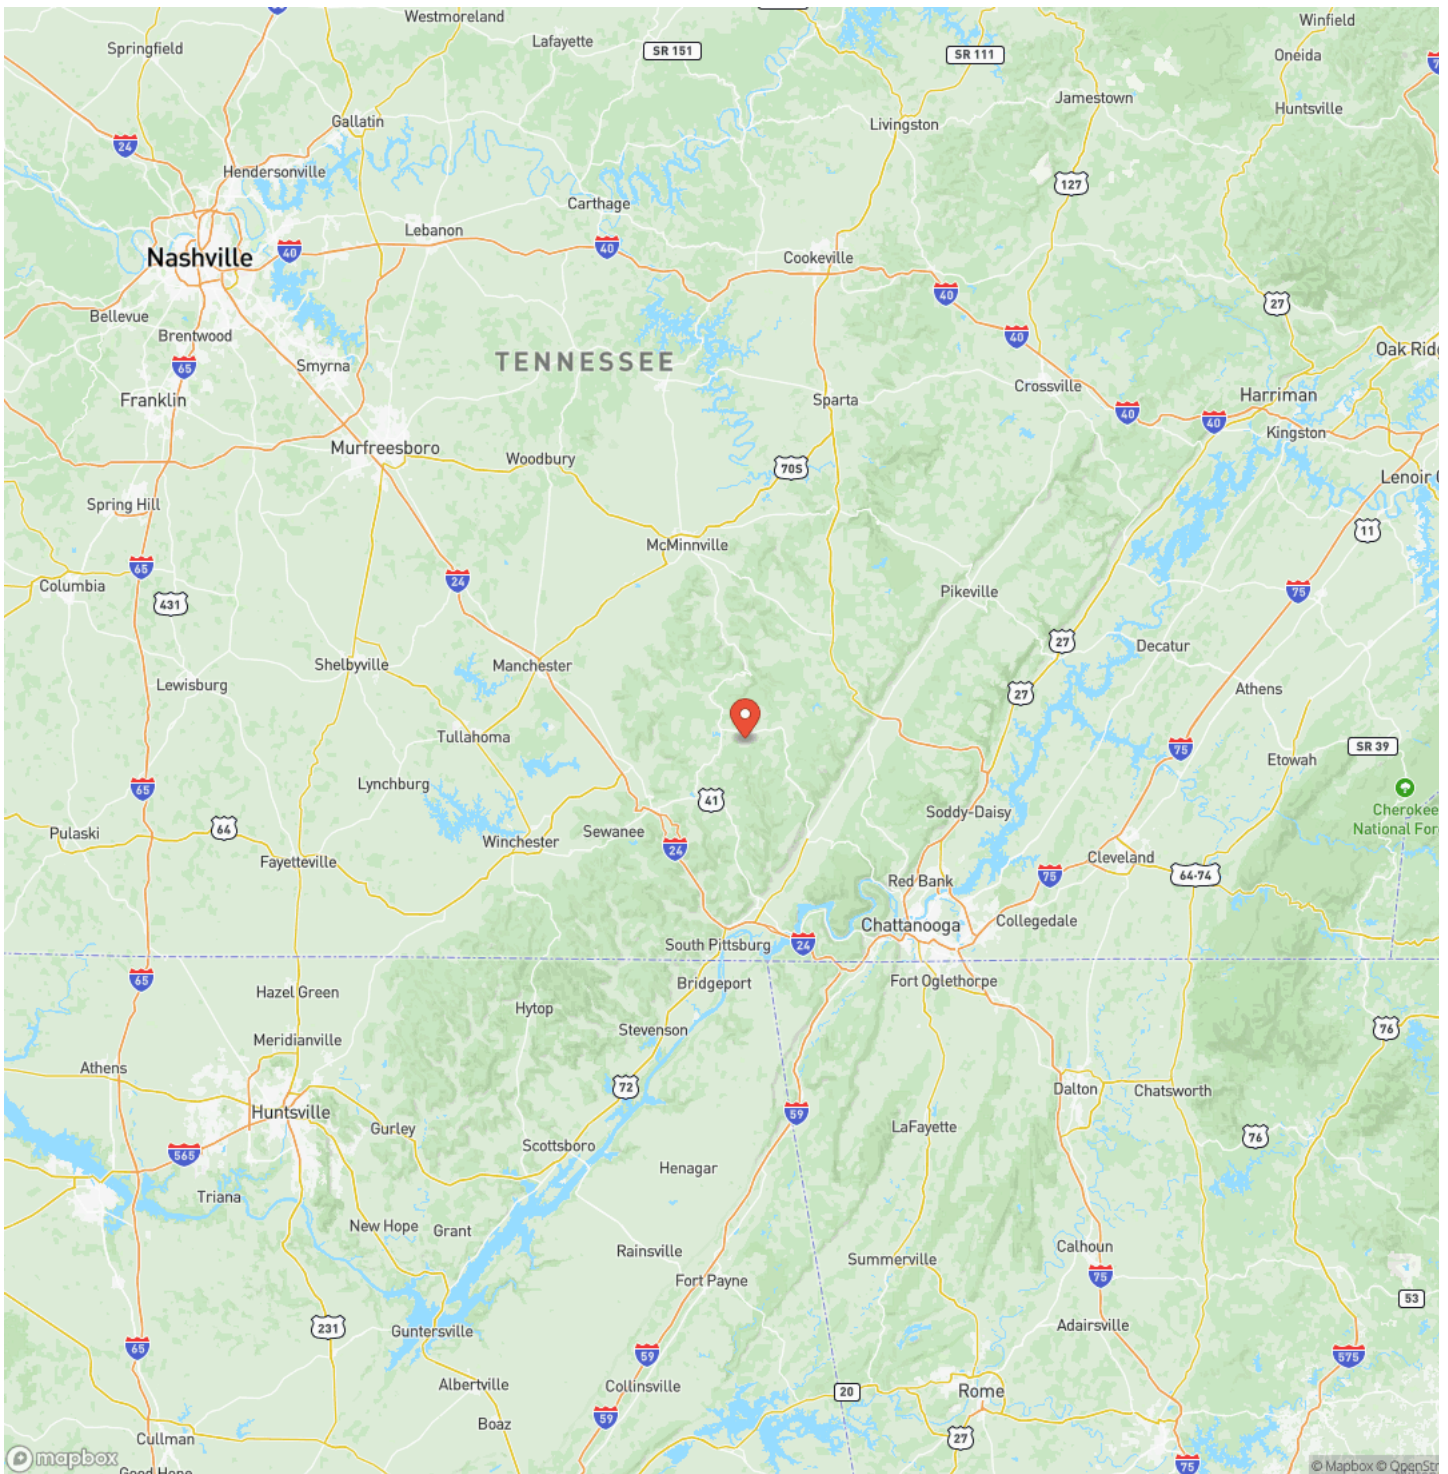 Westmoreland
Winfield
Springfield
Lafayette
SR 151
SR 111
Oneida
24
Gallatin
Livingston
Jamestown
Huntsville
Hendersonville
127
Carthage
Lebanon
40
40
Cookeville
Nashville
40
27
Bellevue
Brentwood
40
TENNESSEE
Oak Ridg
65
Smyrna
Crossville
Franklin
Sparta
Harriman
40
40
Kingston
Murfreesboro
Woodbury
70S
Lenoir C
Spring Hill
11
McMinnville
65
24
Columbia
431
Pikeville
75
27
Decatur
Shelbyville
Manchester
Lewisburg
27
Athens
Tullahoma
75
SR 39
Etowah
Lynchburg
65
41
Soddy-Daisy
Cherokee
National For
Pulaski
64
Sewanee
Winchester
24
Fayetteville
Cleveland
Red Bank
75
64-74
Chattanooga
Collegedale
South Pittsburg
24
65
Bridgeport
Fort Oglethorpe
Hazel Green
Hytop
Stevenson
76
Meridianville
Athens
72
Dalton
Chatsworth
Huntsville
59
Gurley
LaFayette
76
565
Scottsboro
Henagar
Triana
New Hope
Grant
Rainsville
Calhoun
Summerville
Fort Payne
75
53
231
Guntersville
Adairsville
65
59
575
Albertville
Collinsville
20
Rome
Boaz
59
Cullman
27
mapbox
75
© Mapbox © OpenStr
Good Hope